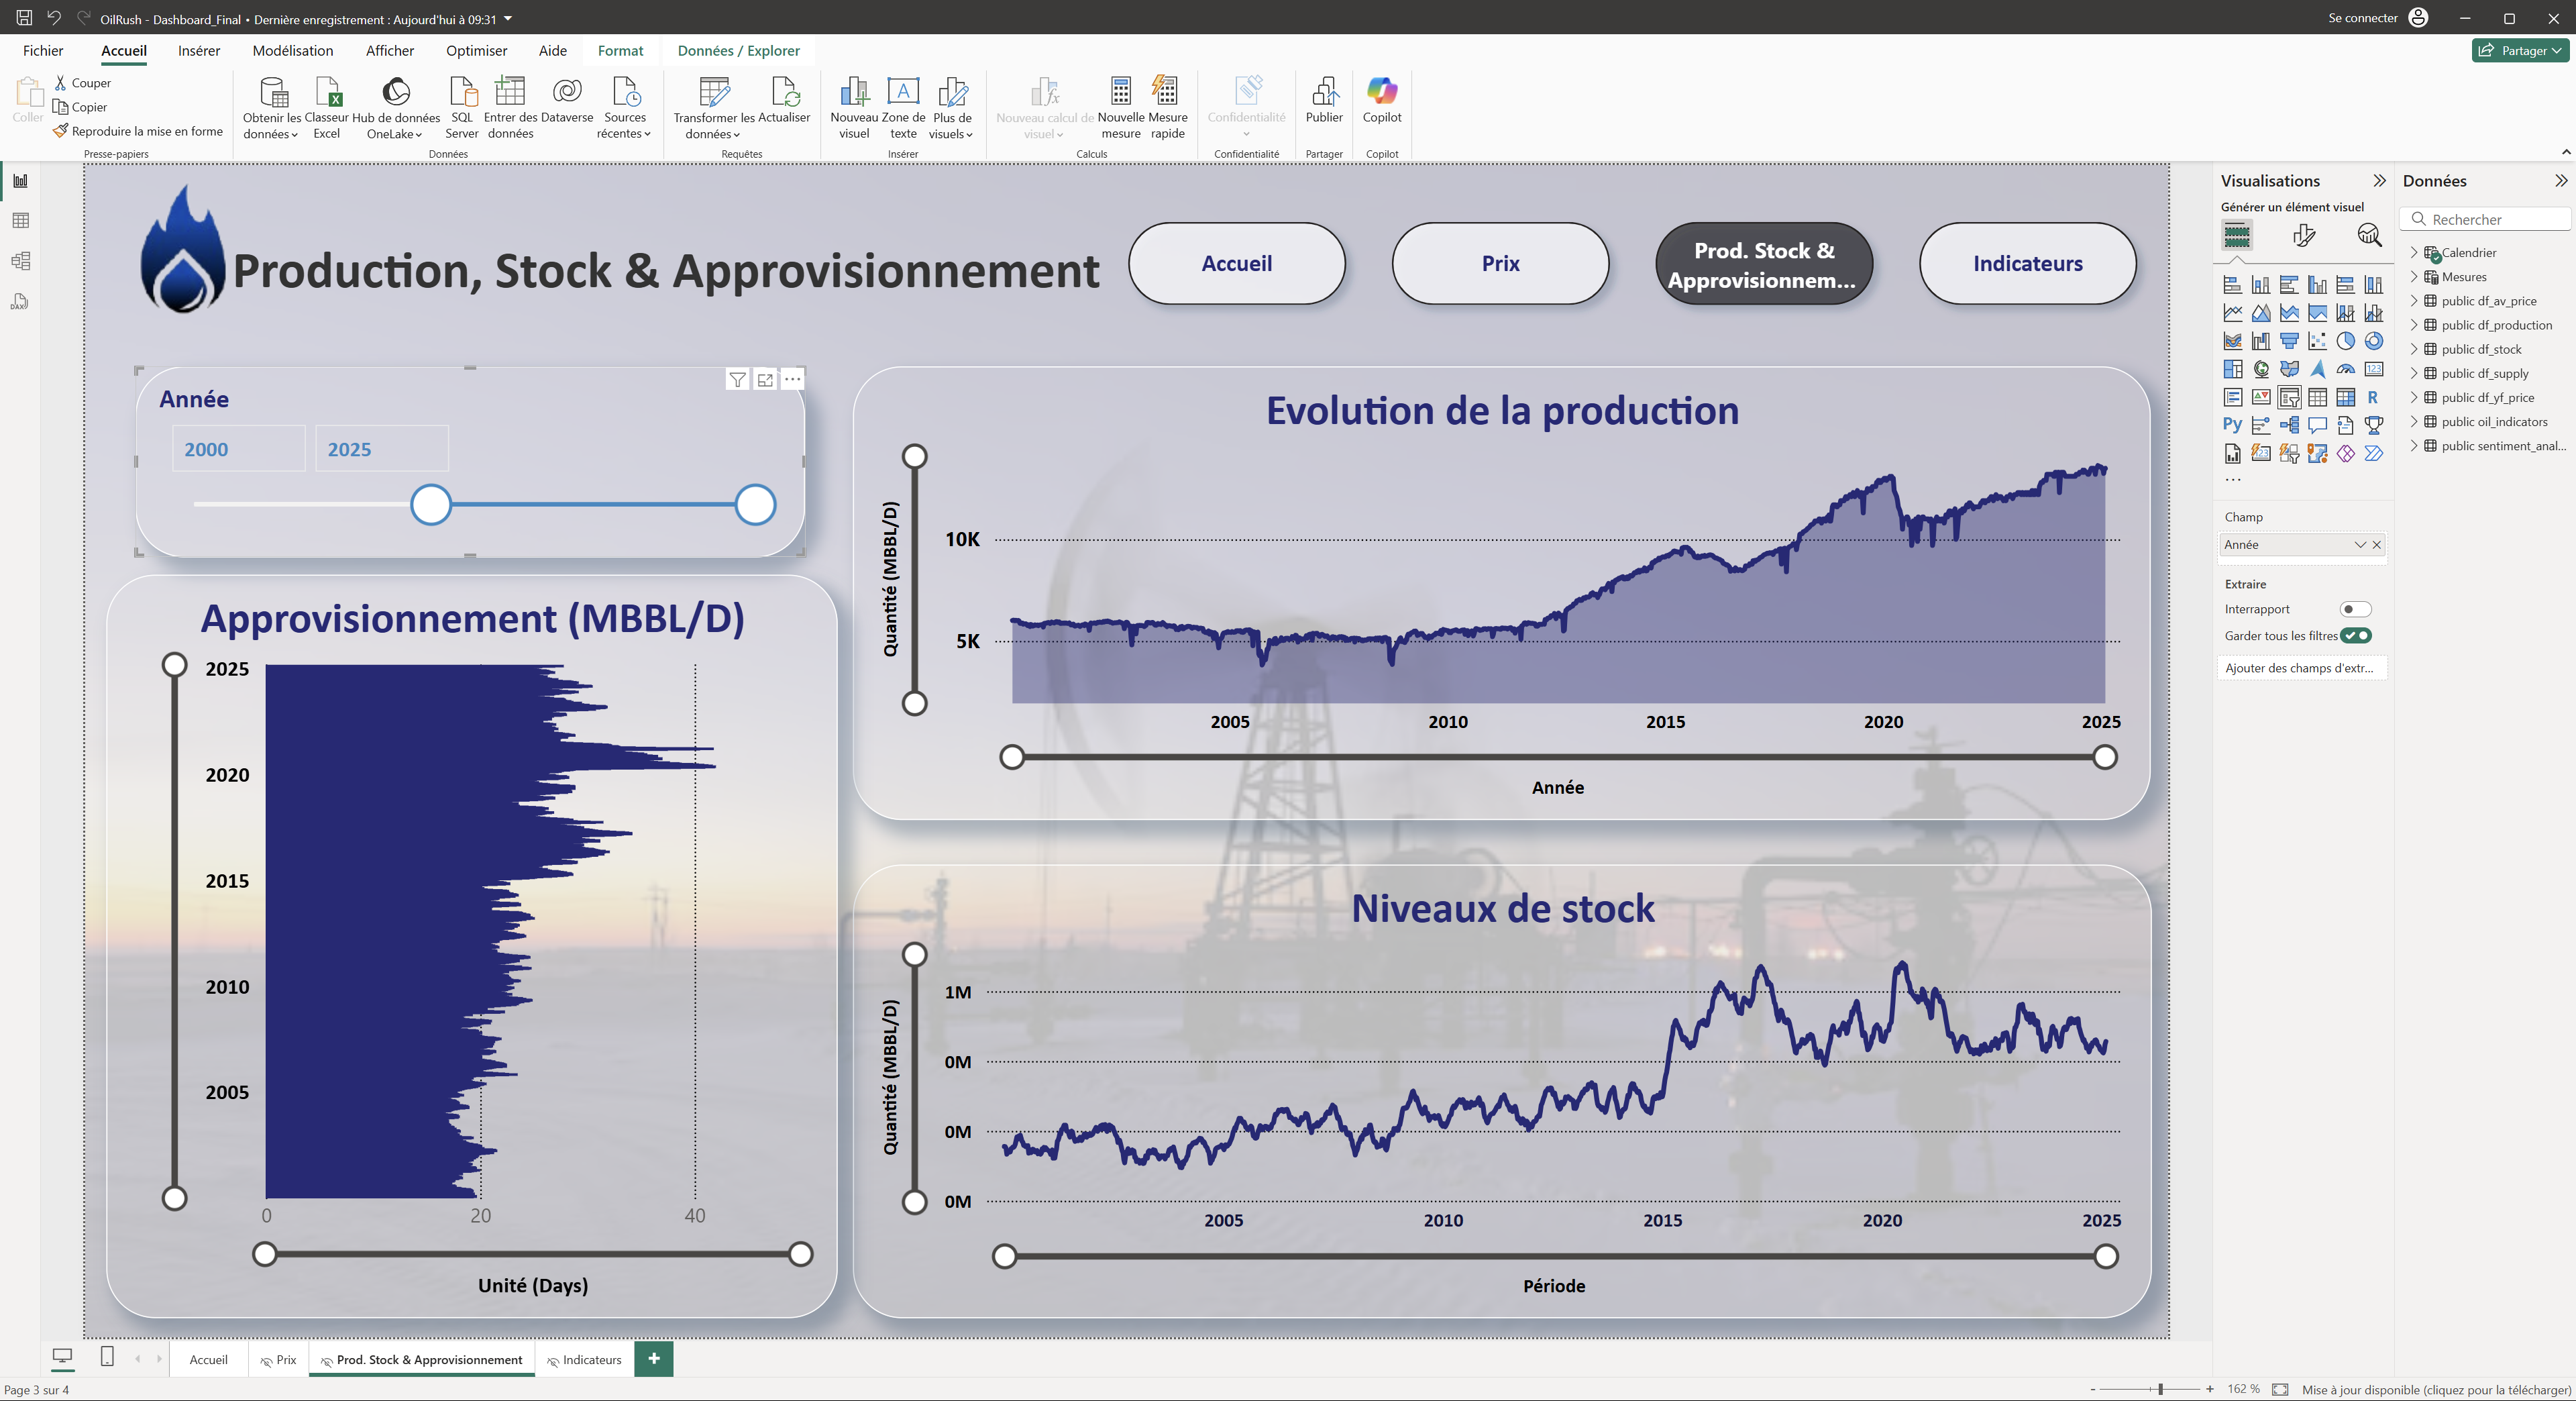 OilRush - Dashboard_Final • Dernière enregistrement : Aujourd'hui à 09:31
Se connecter
Fichier
Accueil
Insérer
Modélisation
Afficher
Optimiser
Aide
Format
Données / Explorer
Partager
Coller
Couper
Copier
Reproduire la mise en forme
Presse-papiers
Obtenir les données
Classeur Excel
Hub de données OneLake
SQL Server
Entrer des données
Dataverse
Sources récentes
Données
Transformer les données
Actualiser
Requêtes
Nouveau visuel
Zone de texte
Plus de visuels
Insérer
Nouveau calcul de visuel
Nouvelle mesure
Mesure rapide
Calculs
Confidentialité
Confidentialité
Publier
Partager
Copilot
Copilot
Production, Stock & Approvisionnement
Accueil
Prix
Prod. Stock &
Approvisionnem...
Indicateurs
Année
2000
2025
Approvisionnement (MBBL/D)
2025
2020
2015
2010
2005
0
20
40
Unité (Days)
Evolution de la production
Quantité (MBBL/D)
10K
5K
2005
2010
2015
2020
2025
Année
Niveaux de stock
Quantité (MBBL/D)
1M
0M
0M
0M
2005
2010
2015
2020
2025
Période
Visualisations
Générer un élément visuel
123
R
Py
123
...
Champ
Année
Extraire
Interrapport
Garder tous les filtres
Ajouter des champs d'extr...
Données
Rechercher
Calendrier
Mesures
public df_av_price
public df_production
public df_stock
public df_supply
public df_yf_price
public oil_indicators
public sentiment_anal...
DAX
Accueil
Prix
Prod. Stock & Approvisionnement
Indicateurs
+
Page 3 sur 4
- + 162 %
Mise à jour disponible (cliquez pour la télécharger)